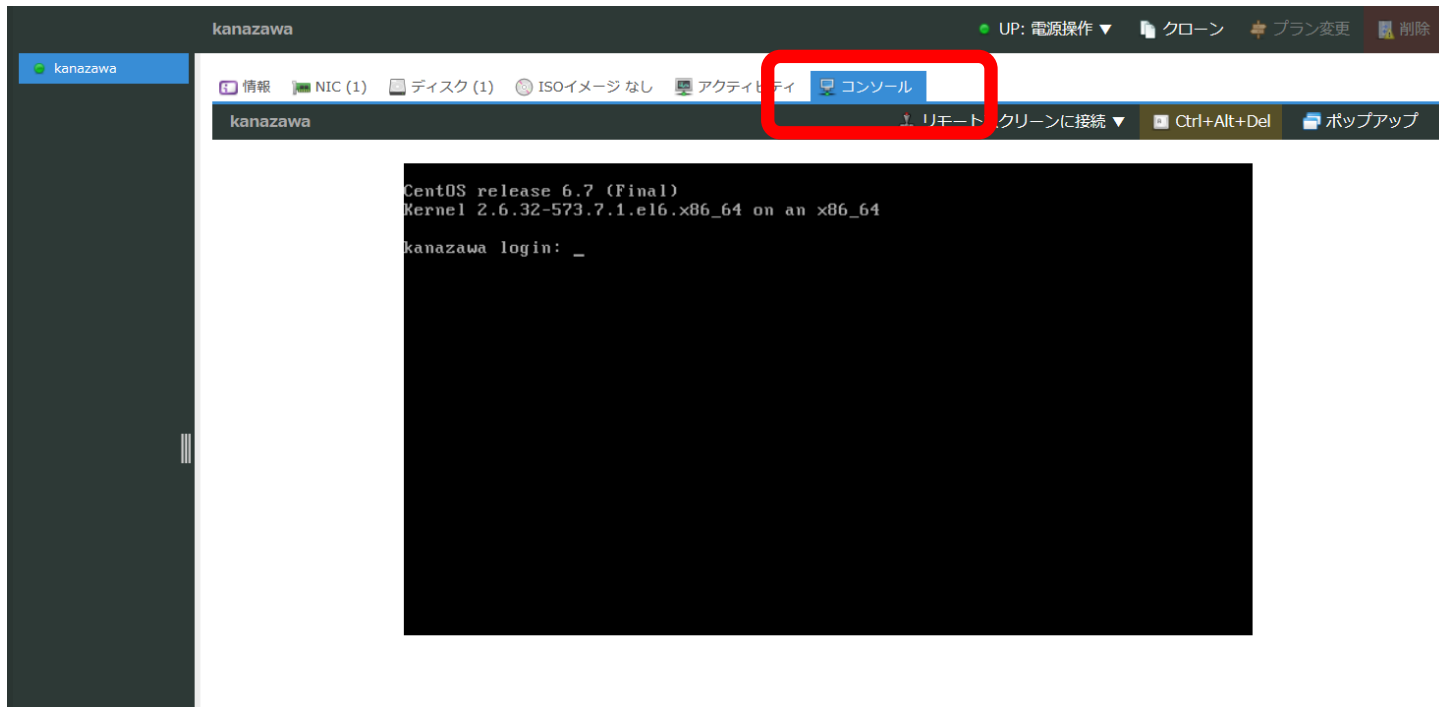 kanazawa UP: 電源操作 ▼ クローン プラン変更 削除
kanazawa
情報 NIC (1) ディスク (1) ISOイメージ なし アクティビティ コンソール
kanazawa リモートスクリーンに接続 ▼ Ctrl+Alt+Del ポップアップ
CentOS release 6.7 (Final)
Kernel 2.6.32-573.7.1.el6.x86_64 on an x86_64
kanazawa login: _